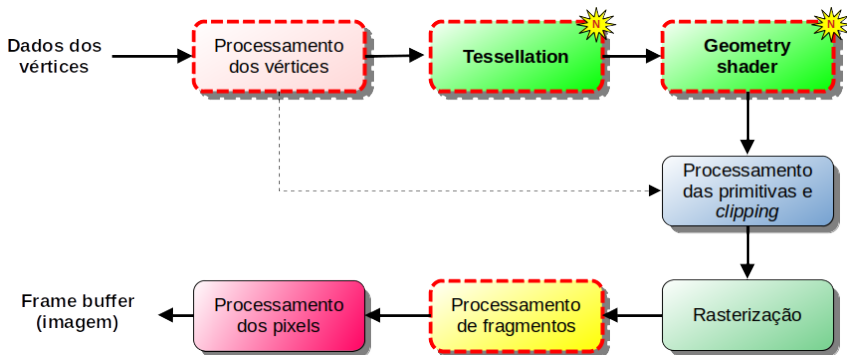 Dados dos
vértices
Processamento
dos vértices
Tessellation
N
Geometry
shader
N
Processamento
das primitivas e
clipping
Frame buffer
(imagem)
Processamento
dos pixels
Processamento
de fragmentos
Rasterização